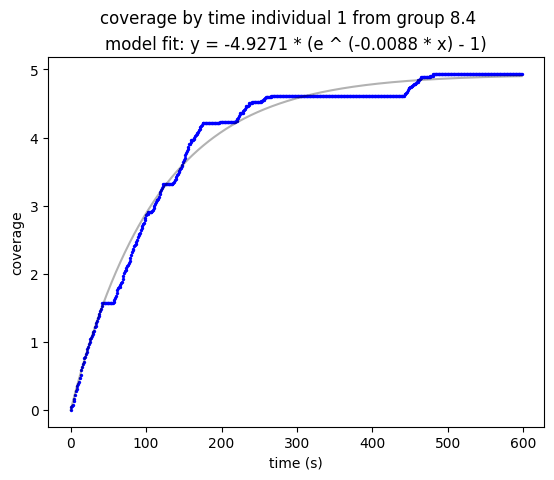 coverage by time individual 1 from group 8.4
model fit: y = -4.9271 * (e ^ (-0.0088 * x) - 1)
5
4
3
2
1
0
coverage
0 100 200 300 400 500 600
time (s)